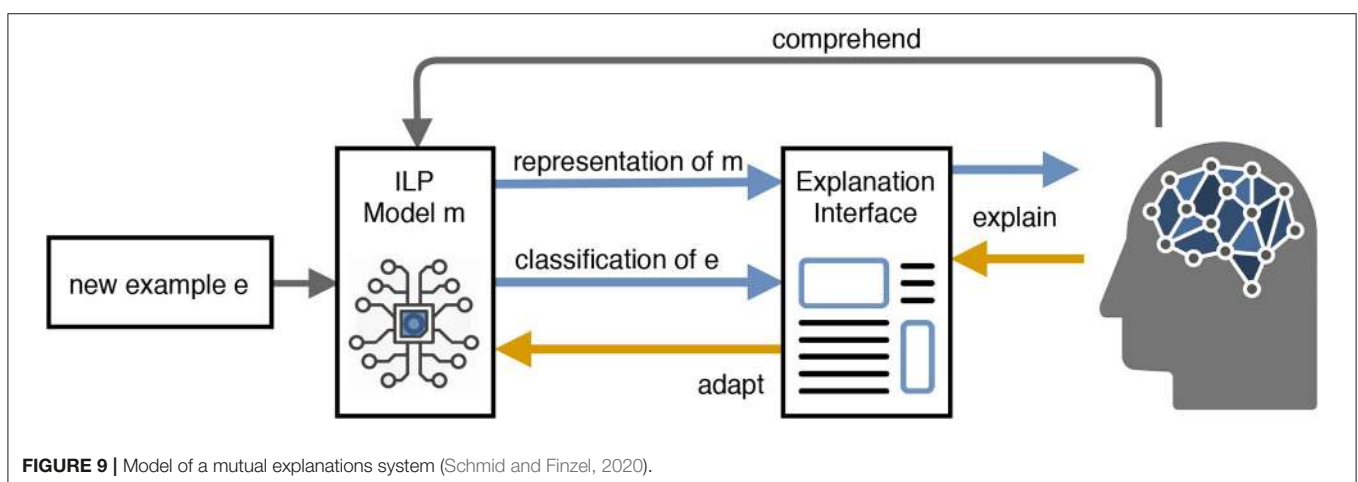 comprehend
new example e
ILP
Model m
representation of m
classification of e
adapt
Explanation
Interface
explain
FIGURE 9 | Model of a mutual explanations system (Schmid and Finzel, 2020).